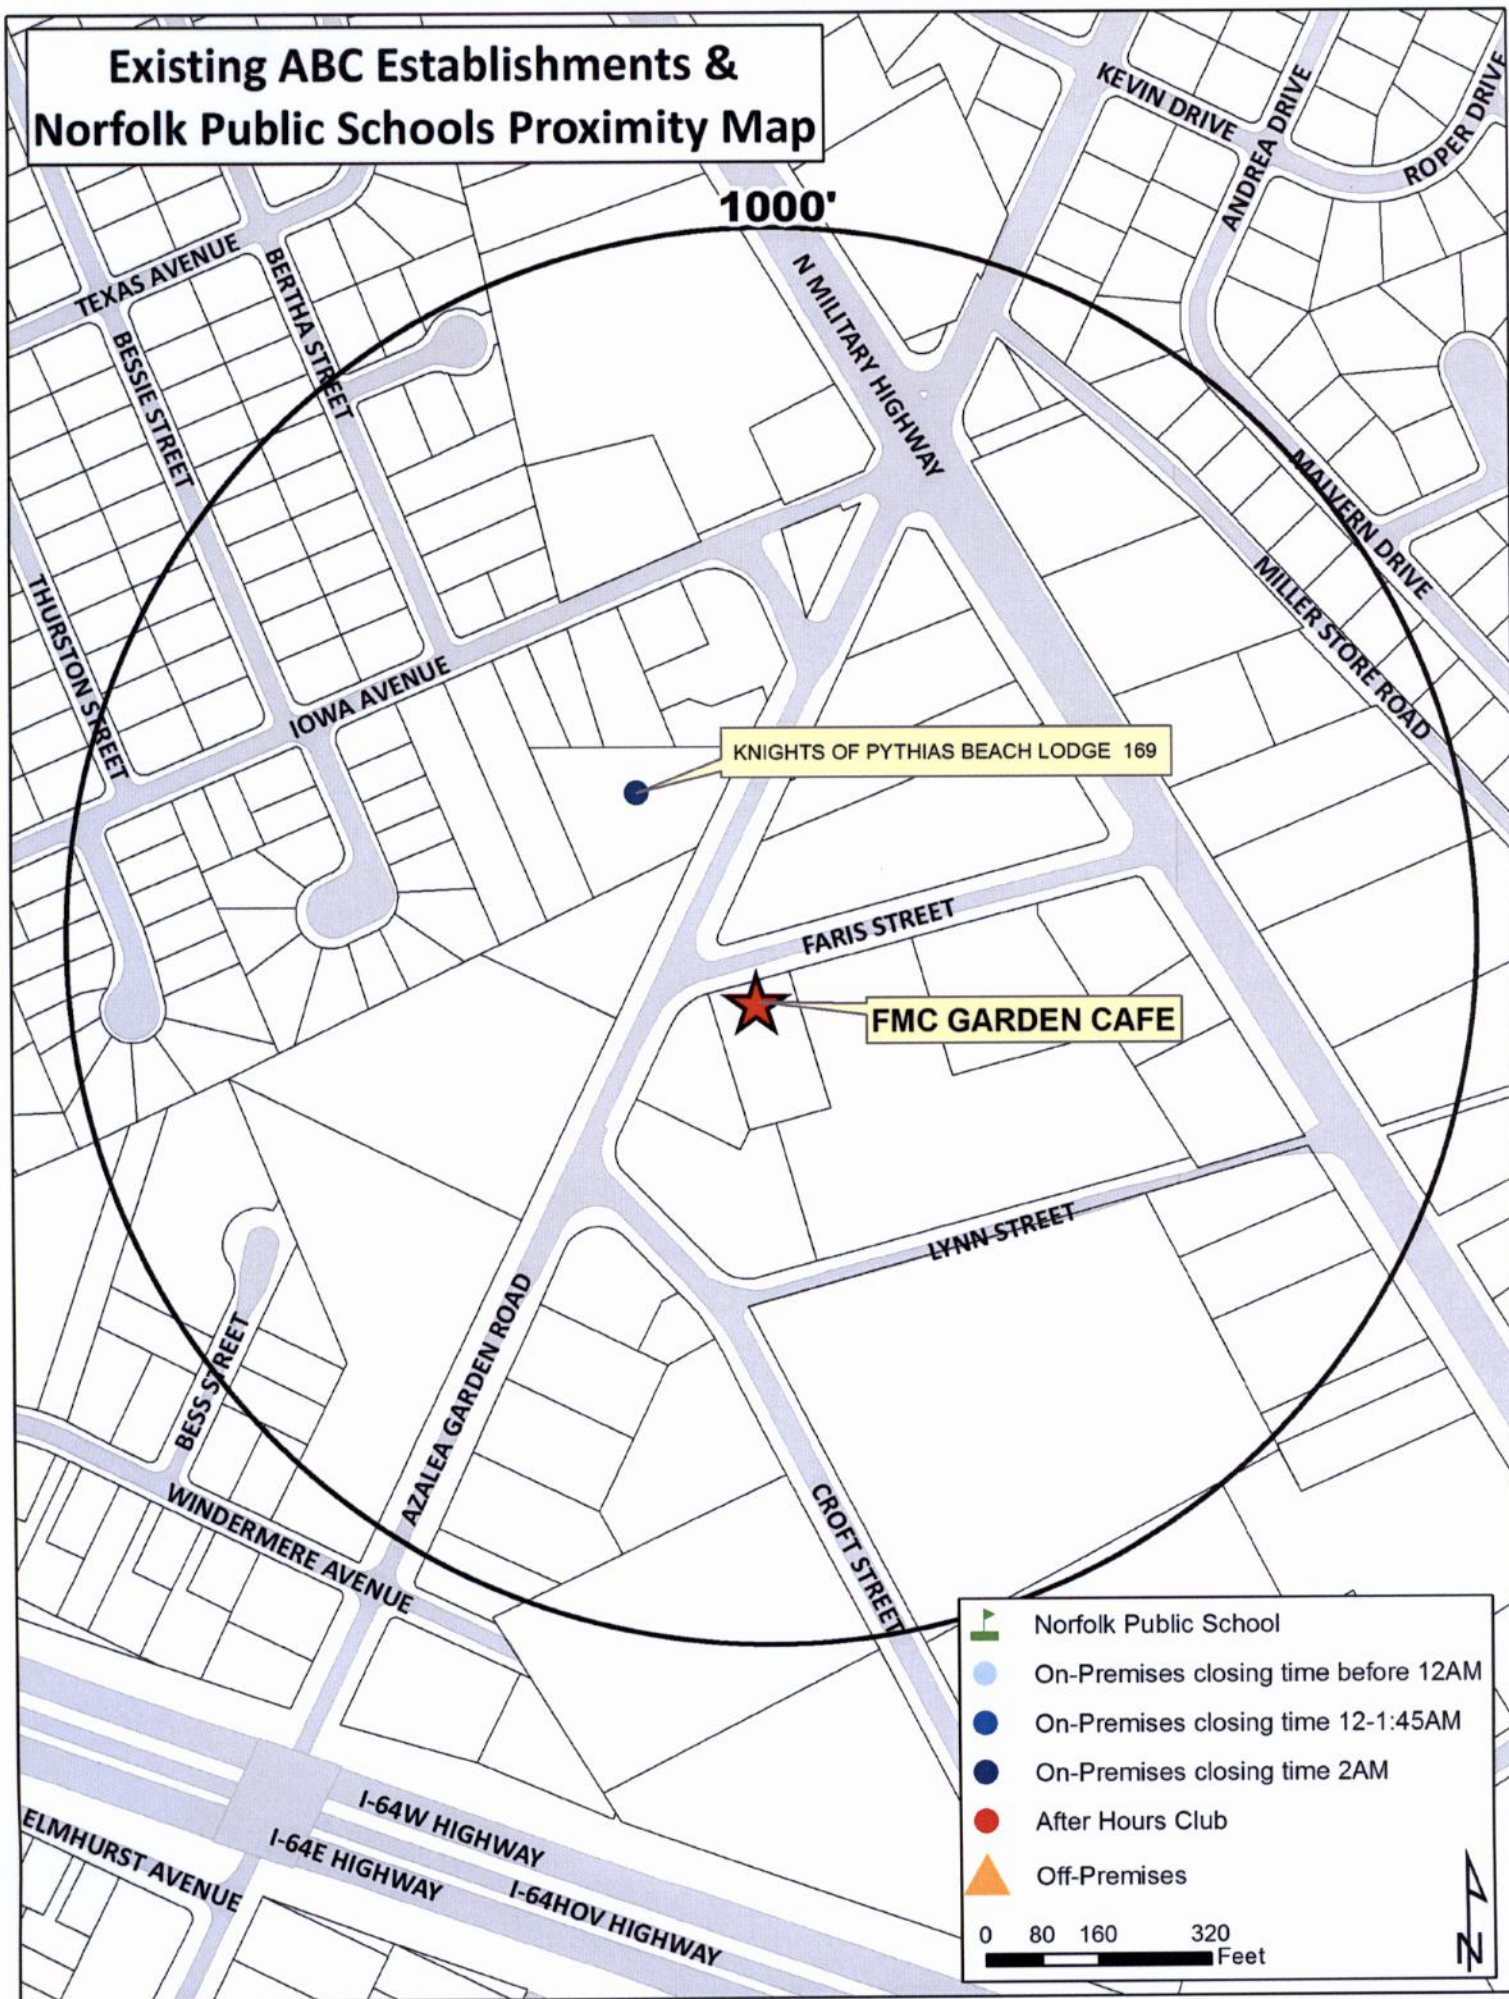 Existing ABC Establishments &
Norfolk Public Schools Proximity Map
1000'
KEVIN DRIVE
ANDREA DRIVE
ROPER DRIVE
TEXAS AVENUE
BERTHA STREET
BESSIE STREET
N MILITARY HIGHWAY
MALVERN DRIVE
MILLER STORE ROAD
THURSTON STREET
IOWA AVENUE
KNIGHTS OF PYTHIAS BEACH LODGE 169
FARIS STREET
FMC GARDEN CAFE
LYNN STREET
BESS STREET
AZALEA GARDEN ROAD
WINDERMERE AVENUE
CROFT STREET
I-64W HIGHWAY
I-64E HIGHWAY
I-64HOV HIGHWAY
ELMHURST AVENUE
Norfolk Public School
On-Premises closing time before 12AM
On-Premises closing time 12-1:45AM
On-Premises closing time 2AM
After Hours Club
Off-Premises
0 80 160 320
Feet
N